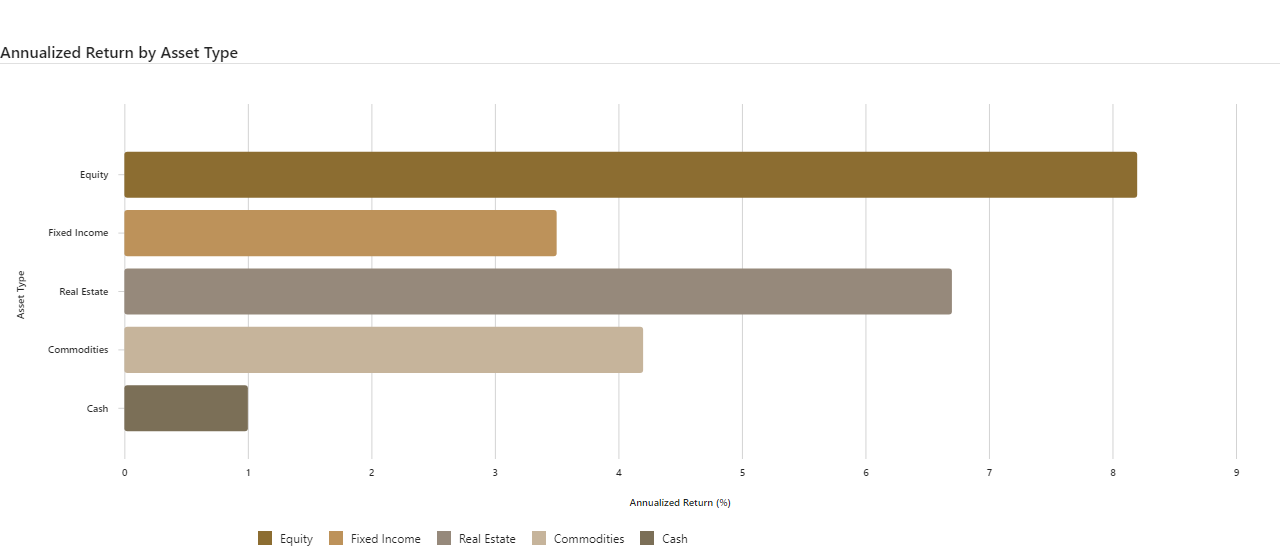 Annualized Return by Asset Type
Asset Type
Equity
Fixed Income
Real Estate
Commodities
Cash
0 1 2 3 4 5 6 7 8 9
Annualized Return (%)
Equity Fixed Income Real Estate Commodities Cash